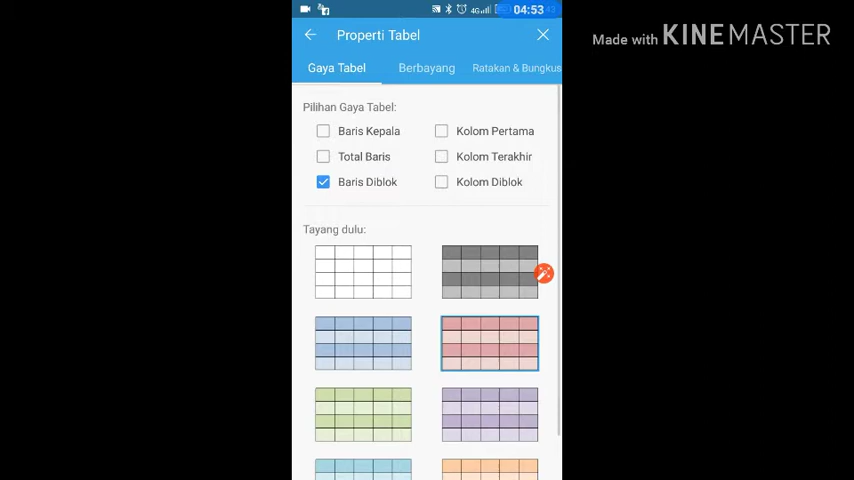 4G 04:53
Made with KINEMASTER
Properti Tabel
Gaya Tabel Berbayang Ratakan & Bungkus
Pilihan Gaya Tabel:
Baris Kepala Kolom Pertama
Total Baris Kolom Terakhir
Baris Diblok Kolom Diblok
Tayang dulu: